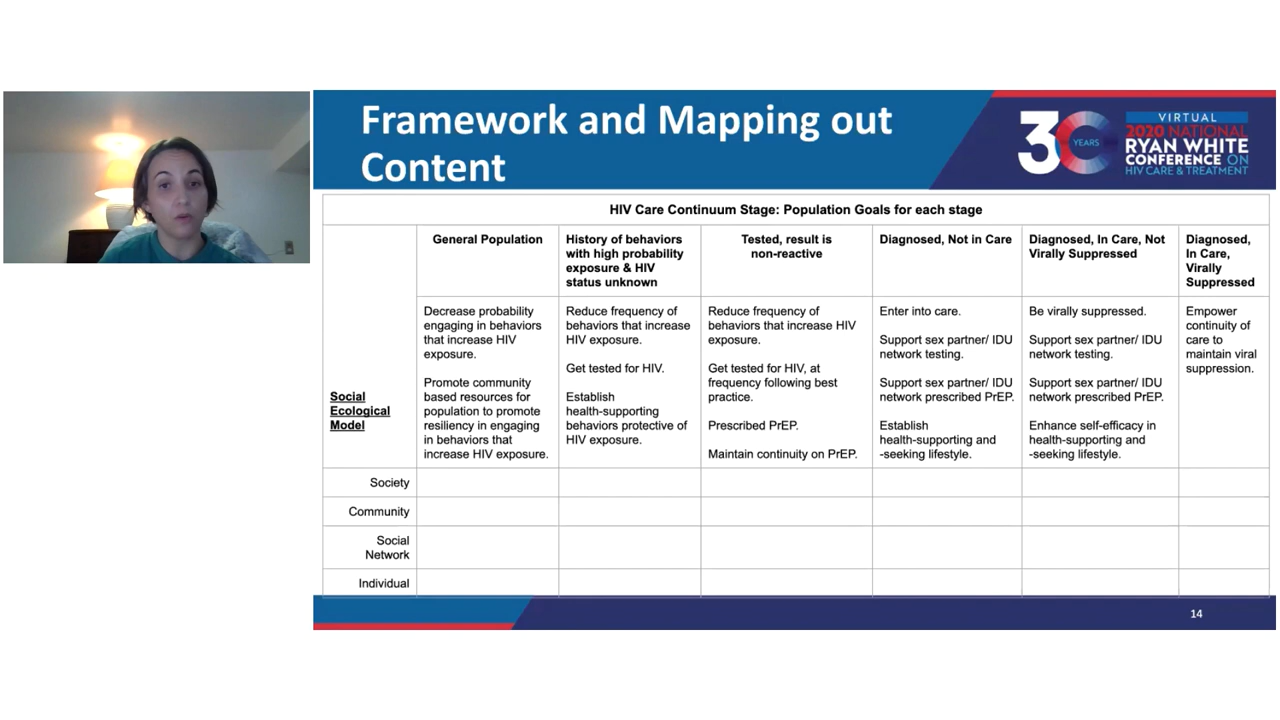 Framework and Mapping out
Content
30
YEARS
VIRTUAL
2020 NATIONAL
RYAN WHITE
CONFERENCE ON
HIV CARE & TREATMENT
HIV Care Continuum Stage: Population Goals for each stage
General Population
History of behaviors
with high probability
exposure & HIV
status unknown
Tested, result is
non-reactive
Diagnosed, Not in Care
Diagnosed, In Care, Not
Virally Suppressed
Diagnosed,
In Care,
Virally
Suppressed
Social
Ecological
Model
Decrease probability
engaging in behaviors
that increase HIV
exposure.
Promote community
based resources for
population to promote
resiliency in engaging
in behaviors that
increase HIV exposure.
Reduce frequency of
behaviors that increase
HIV exposure.
Get tested for HIV.
Establish
health-supporting
behaviors protective of
HIV exposure.
Reduce frequency of
behaviors that increase HIV
exposure.
Get tested for HIV, at
frequency following best
practice.
Prescribed PrEP.
Maintain continuity on PrEP.
Enter into care.
Support sex partner/ IDU
network testing.
Support sex partner/ IDU
network prescribed PrEP.
Establish
health-supporting and
-seeking lifestyle.
Be virally suppressed.
Support sex partner/ IDU
network testing.
Support sex partner/ IDU
network prescribed PrEP.
Enhance self-efficacy in
health-supporting and
-seeking lifestyle.
Empower
continuity of
care to
maintain viral
suppression.
Society
Community
Social
Network
Individual
14